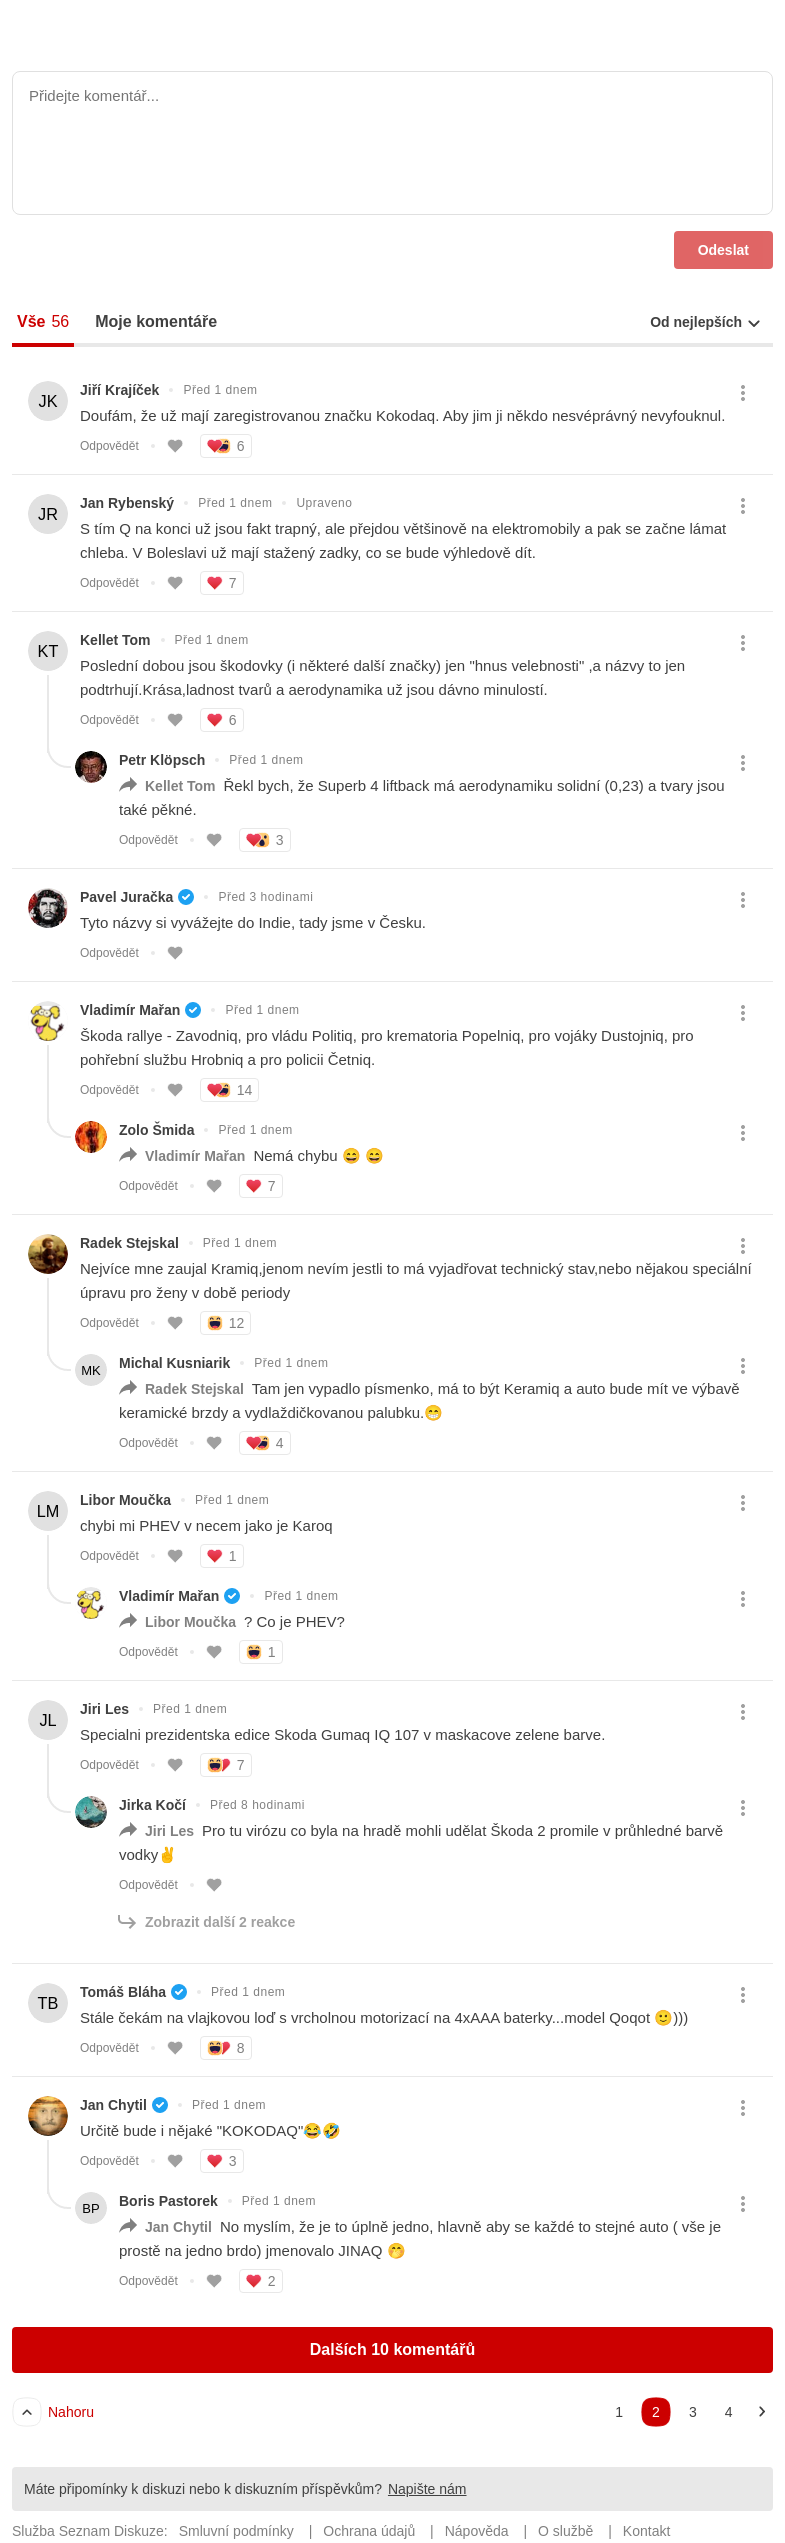 Přidejte komentář...
Odeslat
Vše 56 Moje komentáře Od nejlepších
JK Jiří Krajíček Před 1 dnem
Doufám, že už mají zaregistrovanou značku Kokodaq. Aby jim ji někdo nesvéprávný nevyfouknul.
Odpovědět 6
JR Jan Rybenský Před 1 dnem Upraveno
S tím Q na konci už jsou fakt trapný, ale přejdou většinově na elektromobily a pak se začne lámat
chleba. V Boleslavi už mají stažený zadky, co se bude výhledově dít.
Odpovědět 7
KT Kellet Tom Před 1 dnem
Poslední dobou jsou škodovky (i některé další značky) jen "hnus velebnosti" ,a názvy to jen
podtrhují.Krása,ladnost tvarů a aerodynamika už jsou dávno minulostí.
Odpovědět 6
Petr Klöpsch Před 1 dnem
Kellet Tom Řekl bych, že Superb 4 liftback má aerodynamiku solidní (0,23) a tvary jsou
také pěkné.
Odpovědět 3
Pavel Juračka Před 3 hodinami
Tyto názvy si vyvážejte do Indie, tady jsme v Česku.
Odpovědět
Vladimír Mařan Před 1 dnem
Škoda rallye - Zavodniq, pro vládu Politiq, pro krematoria Popelniq, pro vojáky Dustojniq, pro
pohřební službu Hrobniq a pro policii Četniq.
Odpovědět 14
Zolo Šmida Před 1 dnem
Vladimír Mařan Nemá chybu 😄 😄
Odpovědět 7
Radek Stejskal Před 1 dnem
Nejvíce mne zaujal Kramiq,jenom nevím jestli to má vyjadřovat technický stav,nebo nějakou speciální
úpravu pro ženy v době periody
Odpovědět 12
MK Michal Kusniarik Před 1 dnem
Radek Stejskal Tam jen vypadlo písmenko, má to být Keramiq a auto bude mít ve výbavě
keramické brzdy a vydlaždičkovanou palubku.😁
Odpovědět 4
LM Libor Moučka Před 1 dnem
chybi mi PHEV v necem jako je Karoq
Odpovědět 1
Vladimír Mařan Před 1 dnem
Libor Moučka ? Co je PHEV?
Odpovědět 1
JL Jiri Les Před 1 dnem
Specialni prezidentska edice Skoda Gumaq IQ 107 v maskacove zelene barve.
Odpovědět 7
Jirka Kočí Před 8 hodinami
Jiri Les Pro tu virózu co byla na hradě mohli udělat Škoda 2 promile v průhledné barvě
vodky✌
Odpovědět
Zobrazit další 2 reakce
TB Tomáš Bláha Před 1 dnem
Stále čekám na vlajkovou loď s vrcholnou motorizací na 4xAAA baterky...model Qoqot 🙂)))
Odpovědět 8
Jan Chytil Před 1 dnem
Určitě bude i nějaké "KOKODAQ"😂🤣
Odpovědět 3
BP Boris Pastorek Před 1 dnem
Jan Chytil No myslím, že je to úplně jedno, hlavně aby se každé to stejné auto ( vše je
prostě na jedno brdo) jmenovalo JINAQ 🤭
Odpovědět 2
Dalších 10 komentářů
Nahoru 1 2 3 4
Máte připomínky k diskuzi nebo k diskuzním příspěvkům? Napište nám
Služba Seznam Diskuze: Smluvní podmínky | Ochrana údajů | Nápověda | O službě | Kontakt